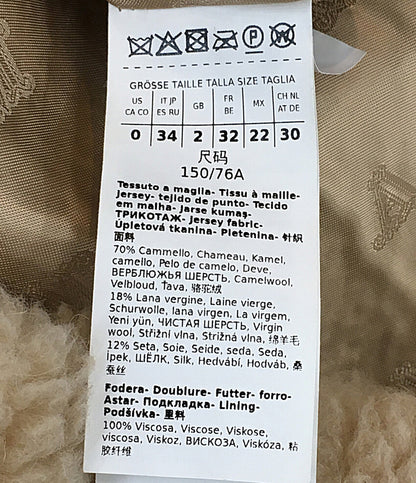 GRÖSSE TAILLE TALLA SIZE TAGLIA
US CA CO IT JP ES RU GB FR BE MX CH NL AT DE
0 34 2 32 22 30
尺码
150/76A
Tessuto a maglia- Tissu à maille-
Jersey- tejido de punto- Tecido
em malha- Jarse kumaş-
ТРИКОТАЖ- Jersey fabric-
Úpletová tkanina- Pletenina- 针织
面料
70% Cammello, Chameau, Kamel,
camello, Pelo de camelo, Deve,
ВЕРБЛЮЖЬЯ ШЕРСТЬ, Camelwool,
Velbloud, Ťava, 骆驼绒
18% Lana vergine, Laine vierge,
Schurwolle, lana virgen, La virgem,
Yeni yün, ЧИСТАЯ ШЕРСТЬ, Virgin
wool, Střižní vlna, Strižná vlna, 绵羊毛
12% Seta, Soie, Seide, seda, Seda,
İpek, ШЁЛК, Silk, Hedvábí, Hodváb, 桑
蚕丝
Fodera- Doublure- Futter- forro-
Astar- Подкладка- Lining-
Podšívka- 里料
100% Viscosa, Viscose, Viskose,
viscosa, Viskoz, ВИСКОЗА, Viskóza, 粘
胶纤维